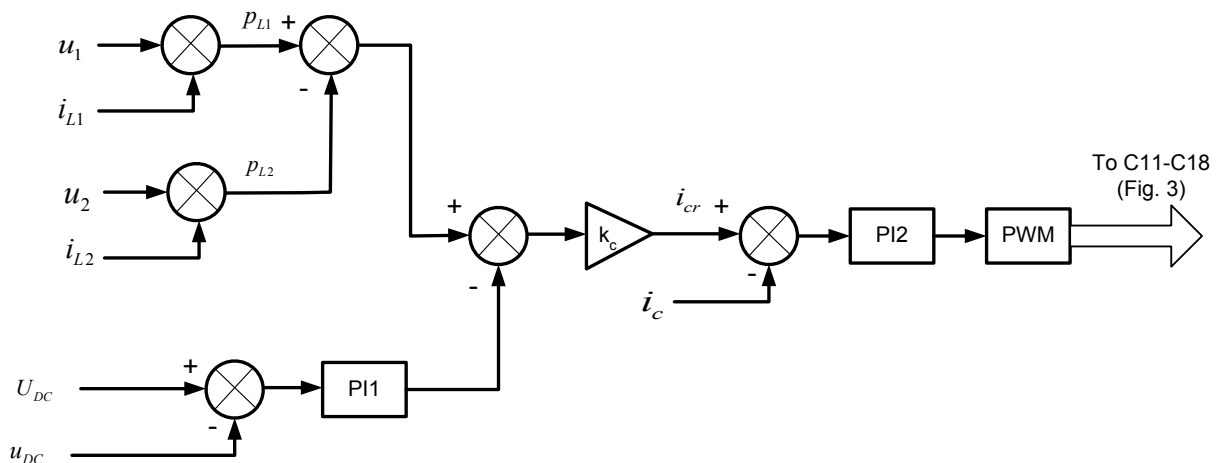 u1
iL1
pL1
+
-
u2
iL2
pL2
+
-
kc
icr
+
-
ic
PI2
PWM
To C11-C18
(Fig. 3)
UDC
+
-
uDC
PI1